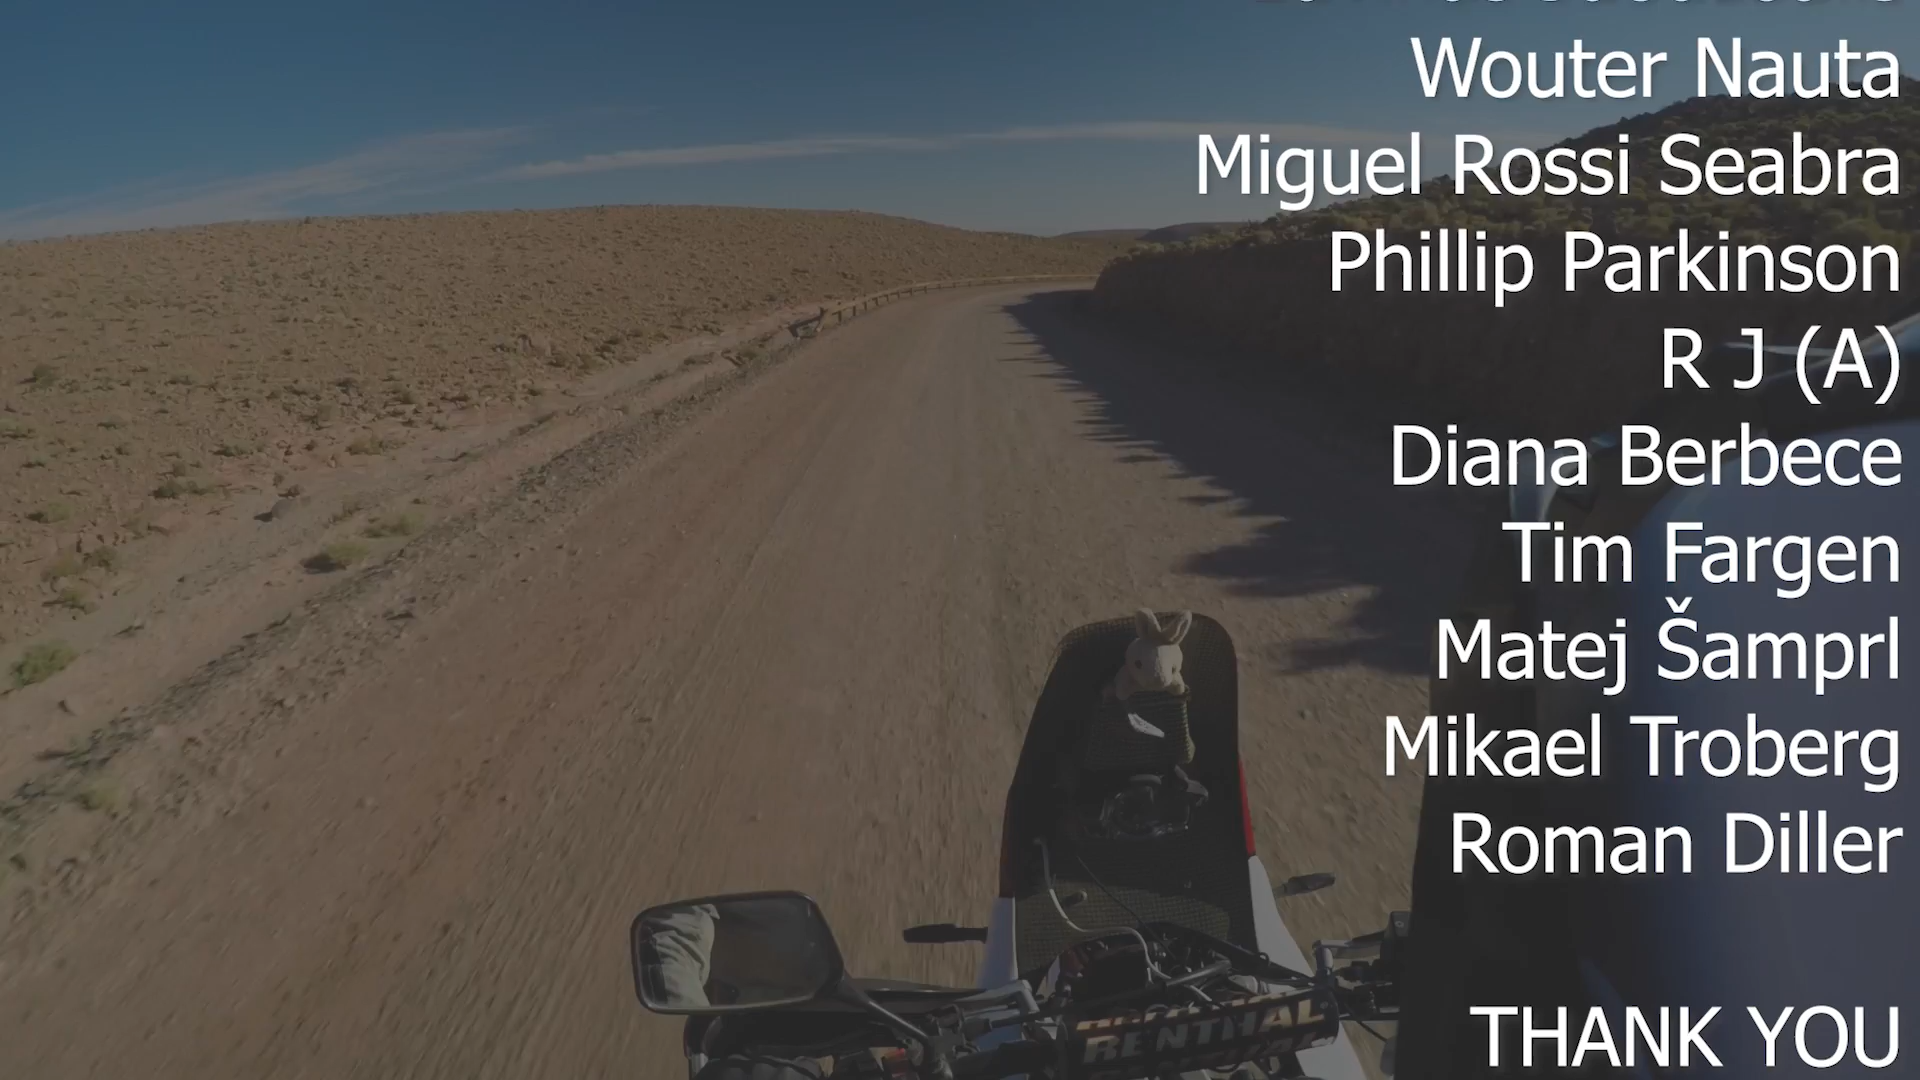 Wouter Nauta
Miguel Rossi Seabra
Phillip Parkinson
R J (A)
Diana Berbece
Tim Fargen
Matej Šamprl
Mikael Troberg
Roman Diller
RENTHAL
THANK YOU